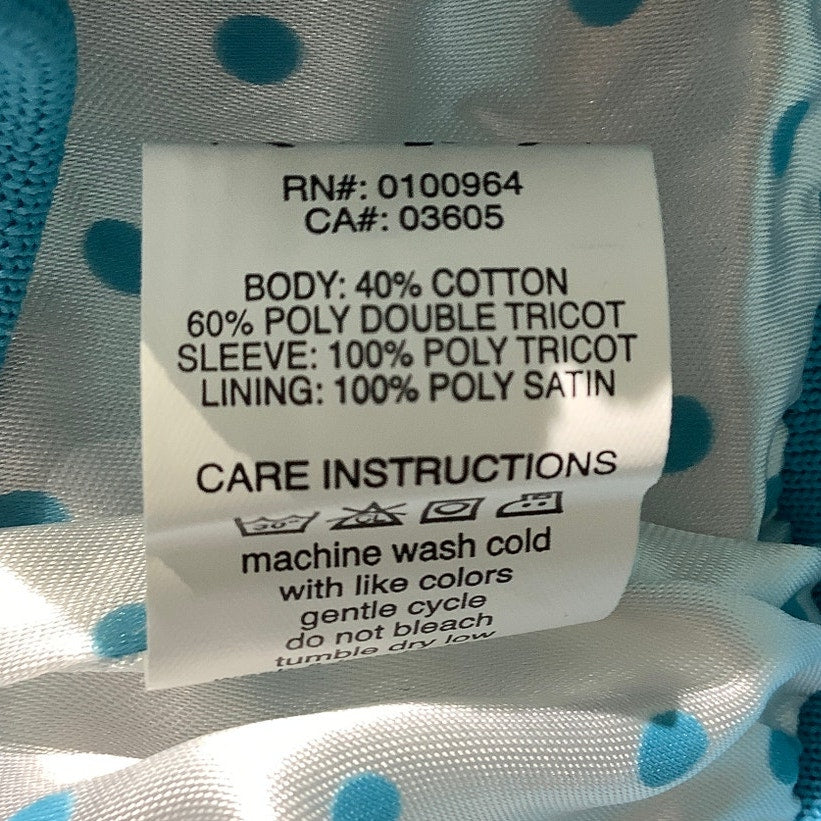 RN#: 0100964
CA#: 03605
BODY: 40% COTTON
60% POLY DOUBLE TRICOT
SLEEVE: 100% POLY TRICOT
LINING: 100% POLY SATIN
CARE INSTRUCTIONS
30° CL
machine wash cold
with like colors
gentle cycle
do not bleach
tumble dry low